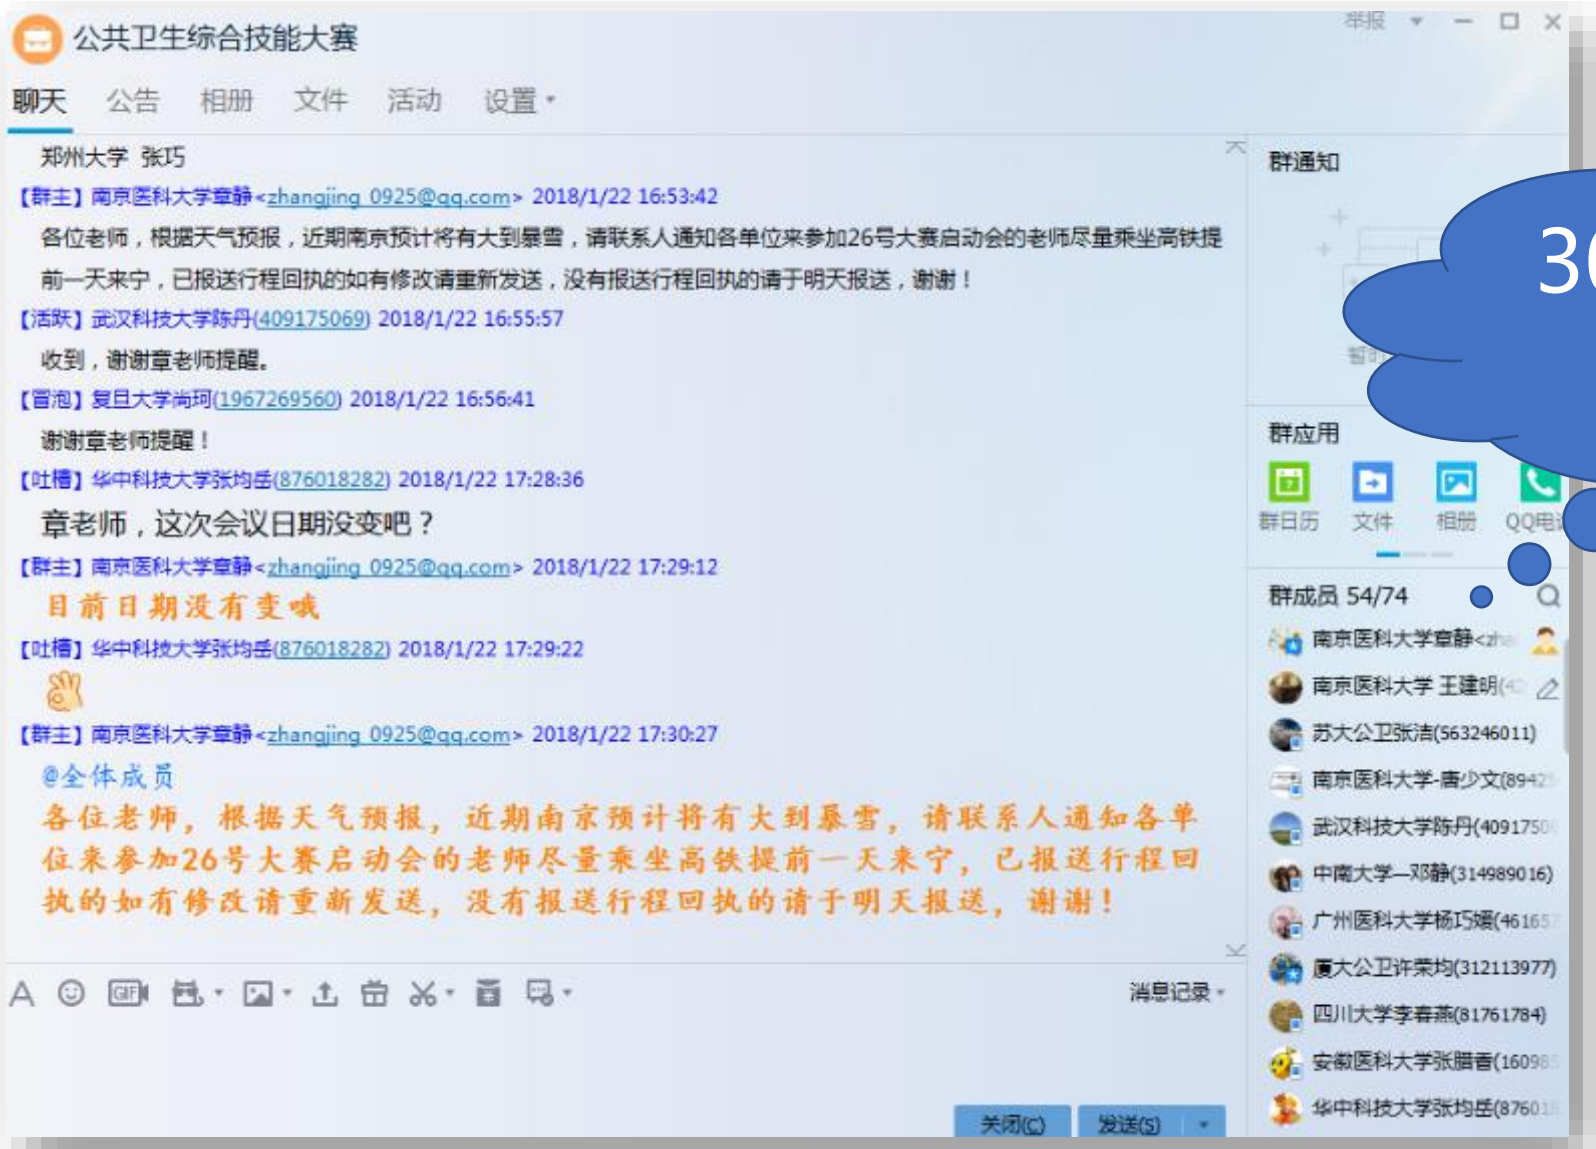 公共卫生综合技能大赛
举报
聊天 公告 相册 文件 活动 设置
郑州大学 张巧
【群主】南京医科大学章静<zhangjing_0925@qq.com> 2018/1/22 16:53:42
各位老师，根据天气预报，近期南京预计将有大到暴雪，请联系人通知各单位来参加26号大赛启动会的老师尽量乘坐高铁提
前一天来宁，已报送行程回执的如有修改请重新发送，没有报送行程回执的请于明天报送，谢谢！
【活跃】武汉科技大学陈丹(409175069) 2018/1/22 16:55:57
收到，谢谢章老师提醒。
【冒泡】复旦大学尚珂(1967269560) 2018/1/22 16:56:41
谢谢章老师提醒！
【吐槽】华中科技大学张均岳(876018282) 2018/1/22 17:28:36
章老师，这次会议日期没变吧？
【群主】南京医科大学章静<zhangjing_0925@qq.com> 2018/1/22 17:29:12
目前日期没有变哦
【吐槽】华中科技大学张均岳(876018282) 2018/1/22 17:29:22
【群主】南京医科大学章静<zhangjing_0925@qq.com> 2018/1/22 17:30:27
@全体成员
各位老师，根据天气预报，近期南京预计将有大到暴雪，请联系人通知各单
位来参加26号大赛启动会的老师尽量乘坐高铁提前一天来宁，已报送行程回
执的如有修改请重新发送，没有报送行程回执的请于明天报送，谢谢！
GIF
消息记录
关闭(C) 发送(S)
群通知
30
暂时
群应用
群日历 文件 相册 QQ电话
群成员 54/74
南京医科大学章静<zha
南京医科大学 王建明(42
苏大公卫张洁(563246011)
南京医科大学-唐少文(89425
武汉科技大学陈丹(40917506
中南大学—邓静(314989016)
广州医科大学杨巧媛(461657
厦大公卫许荣均(312113977)
四川大学李春燕(81761784)
安徽医科大学张腊香(160985
华中科技大学张均岳(876018